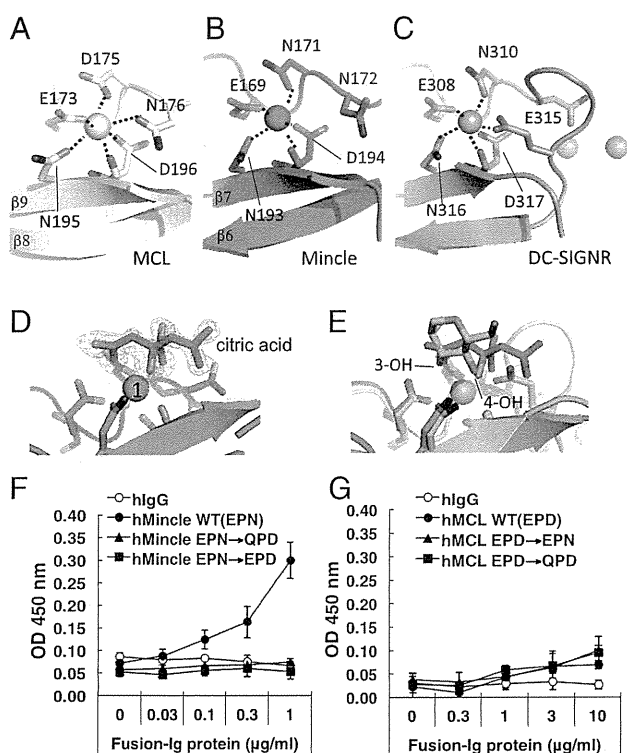 A
D175
E173
N176
D196
β9
N195
β8
MCL
B
N171
E169
N172
D194
β7
N193
β6
Mincle
C
N310
E308
E315
N316
D317
DC-SIGNR
D
citric acid
1
E
3-OH
4-OH
F
hIgG
hMincle WT(EPN)
hMincle EPN→QPD
hMincle EPN→EPD
OD 450 nm
0.40
0.35
0.30
0.25
0.20
0.15
0.10
0.05
0.00
0 0.03 0.1 0.3 1
Fusion-Ig protein (μg/ml)
G
hIgG
hMCL WT(EPD)
hMCL EPD→EPN
hMCL EPD→QPD
OD 450 nm
0.40
0.35
0.30
0.25
0.20
0.15
0.10
0.05
0.00
0 0.3 1 3 10
Fusion-Ig protein (μg/ml)